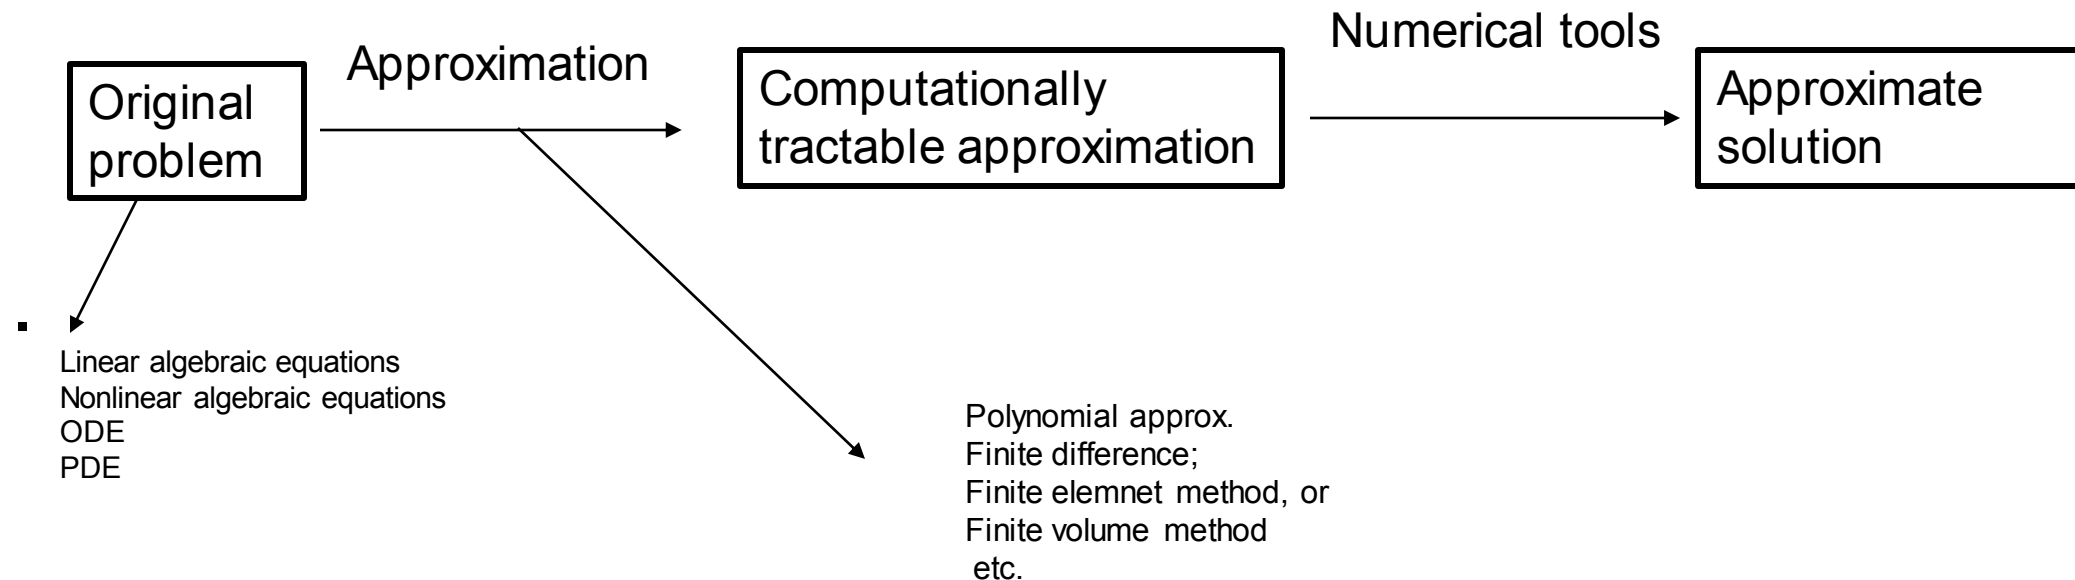 Original
problem
Approximation
Computationally
tractable approximation
Numerical tools
Approximate
solution
Linear algebraic equations
Nonlinear algebraic equations
ODE
PDE
Polynomial approx.
Finite difference;
Finite elemnet method, or
Finite volume method
etc.